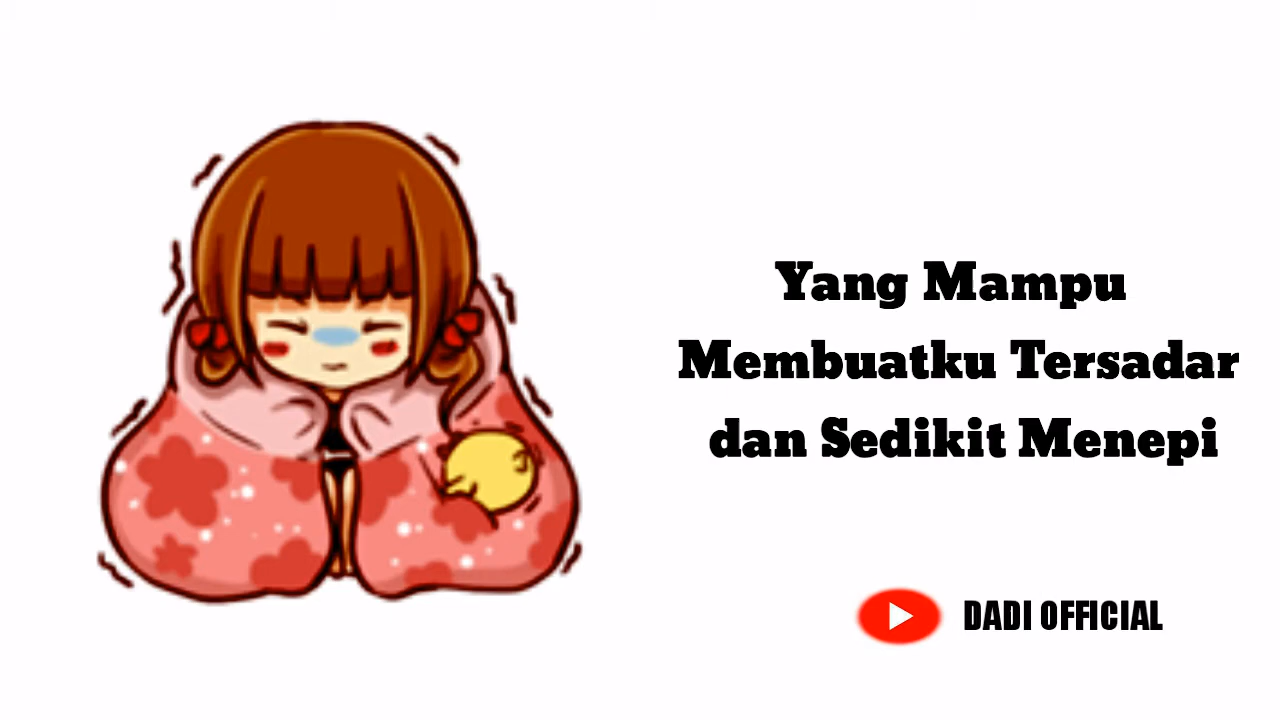 Yang Mampu
Membuatku Tersadar
dan Sedikit Menepi
DADI OFFICIAL